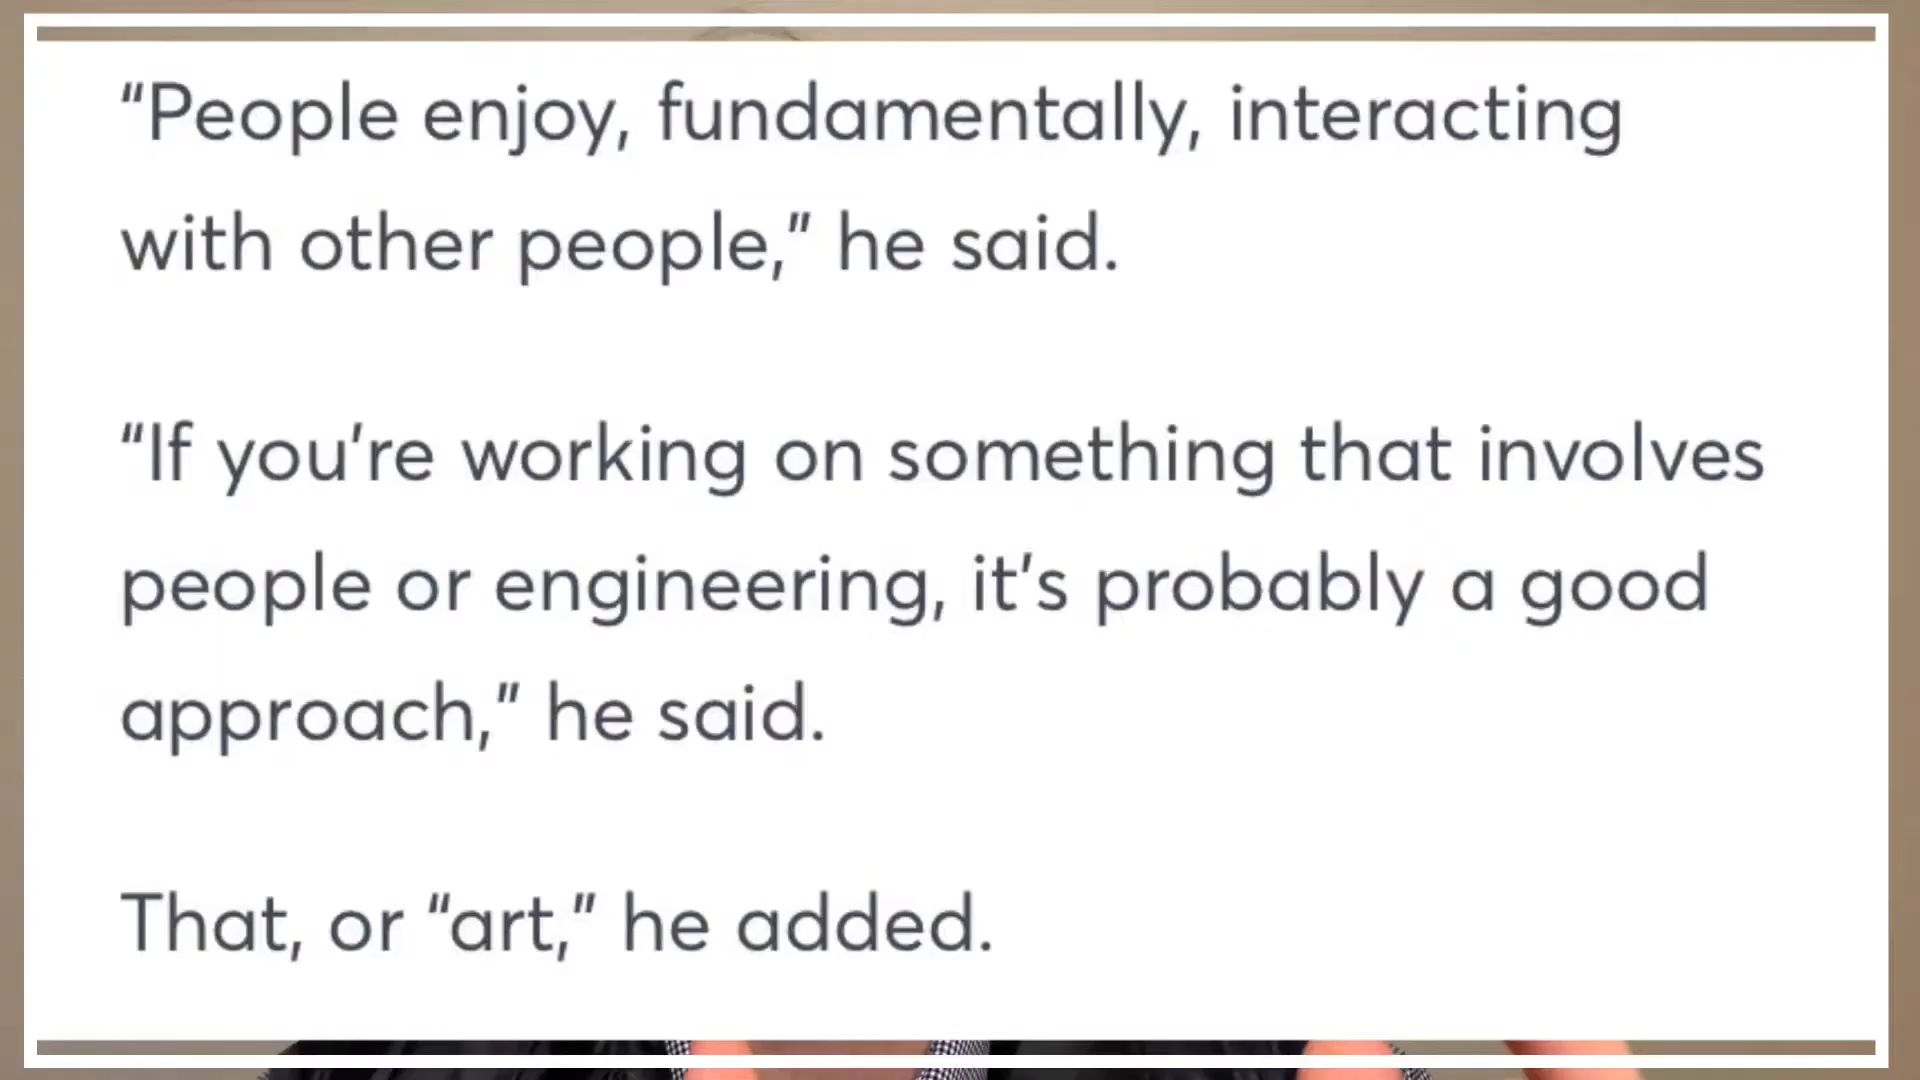 “People enjoy, fundamentally, interacting
with other people,” he said.
“If you’re working on something that involves
people or engineering, it’s probably a good
approach,” he said.
That, or “art,” he added.